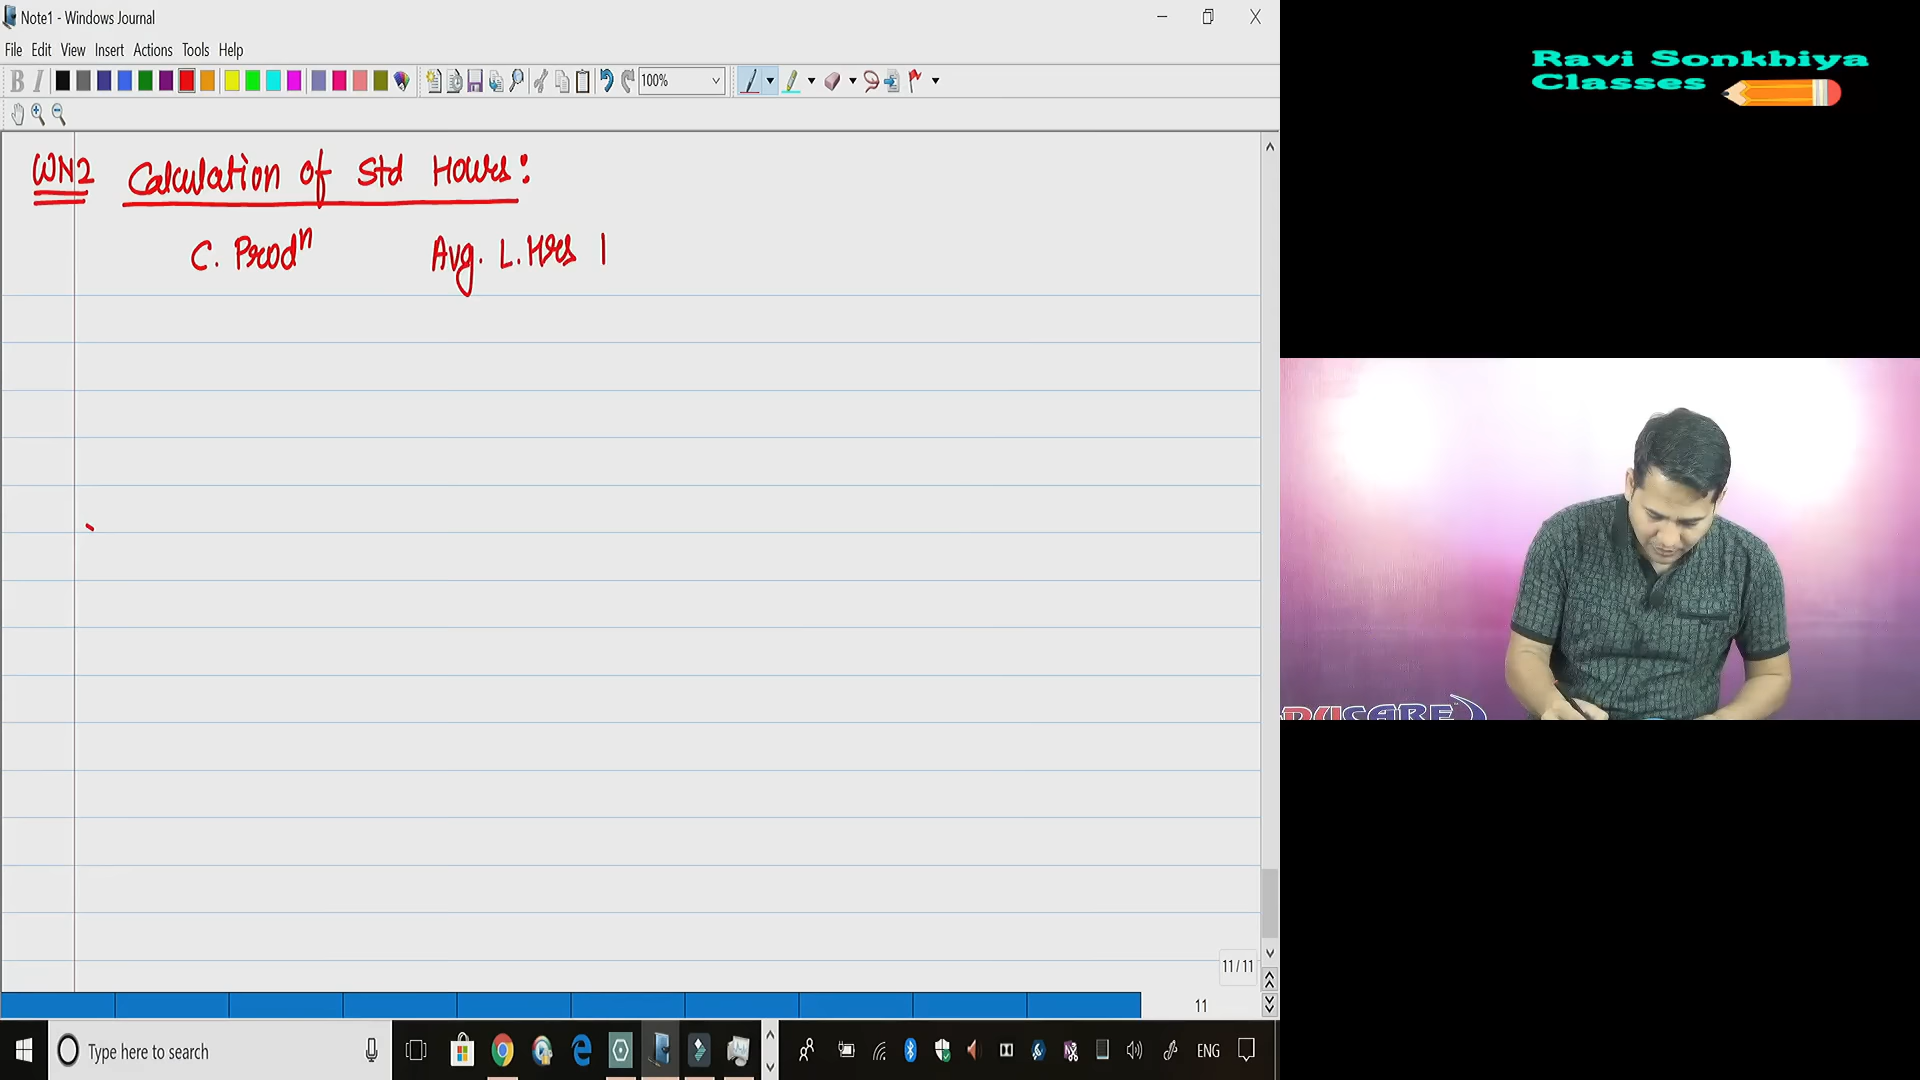 Note1 - Windows Journal
File Edit View Insert Actions Tools Help
100%
WN2 Calculation of Std Hours:
C. Prodⁿ Avg. L. Hrs |
11/11
11
Type here to search
ENG
Ravi Sonkhiya
Classes